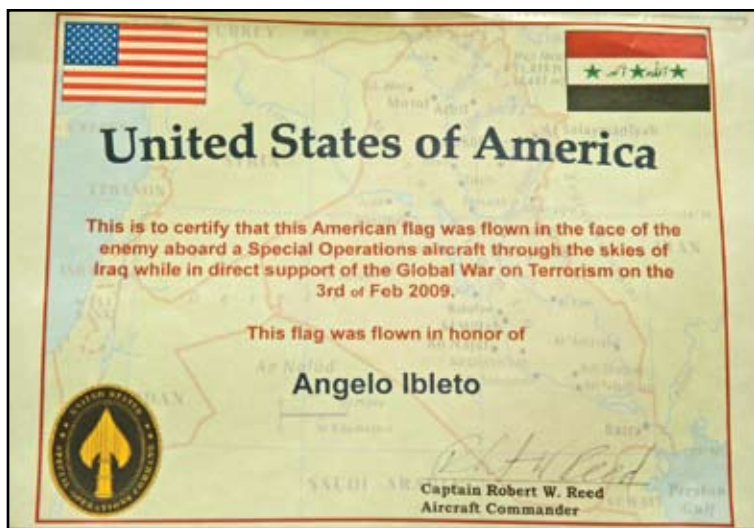 United States of America
This is to certify that this American flag was flown in the face of the
enemy aboard a Special Operations aircraft through the skies of
Iraq while in direct support of the Global War on Terrorism on the
3rd of Feb 2009.
This flag was flown in honor of
Angelo Ibleto
Captain Robert W. Reed
Aircraft Commander
SAUDI
Persian
Gulf